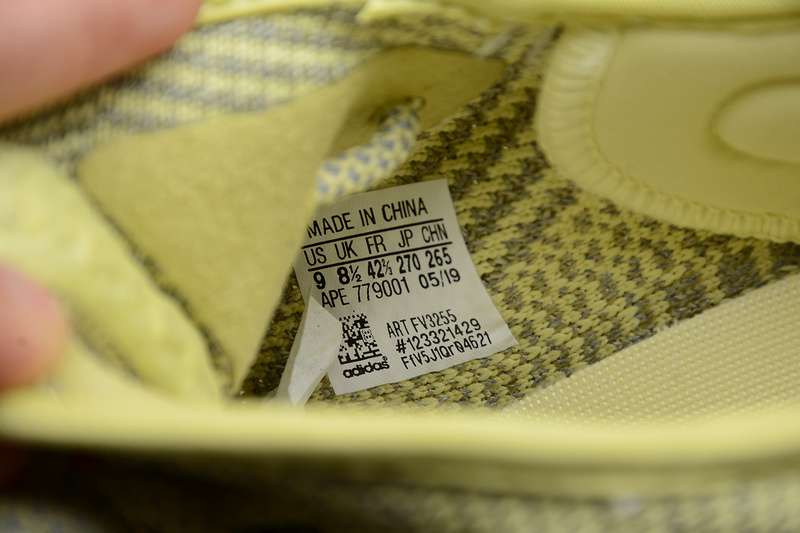 MADE IN CHINA
US UK FR JP CHN
9 8½ 42⅔ 270 265
APE 779001 05/19
ART FV3255
#123321429
FfV5J1QrQ4621
adidas